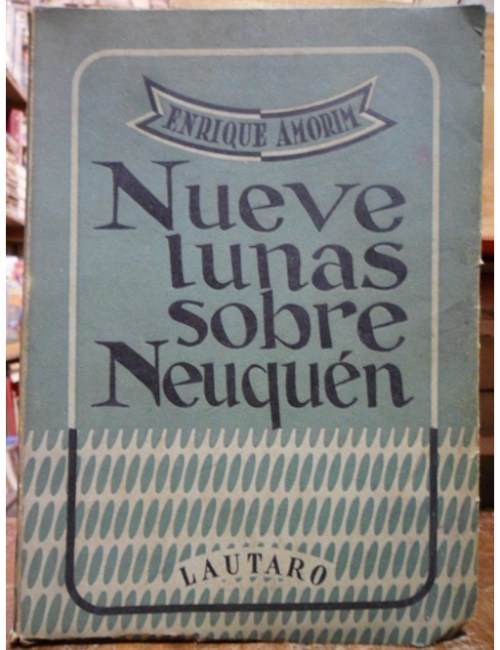 ENRIQUE AMORIM
Nueve
lunas
sobre
Neuquén
LAUTARO